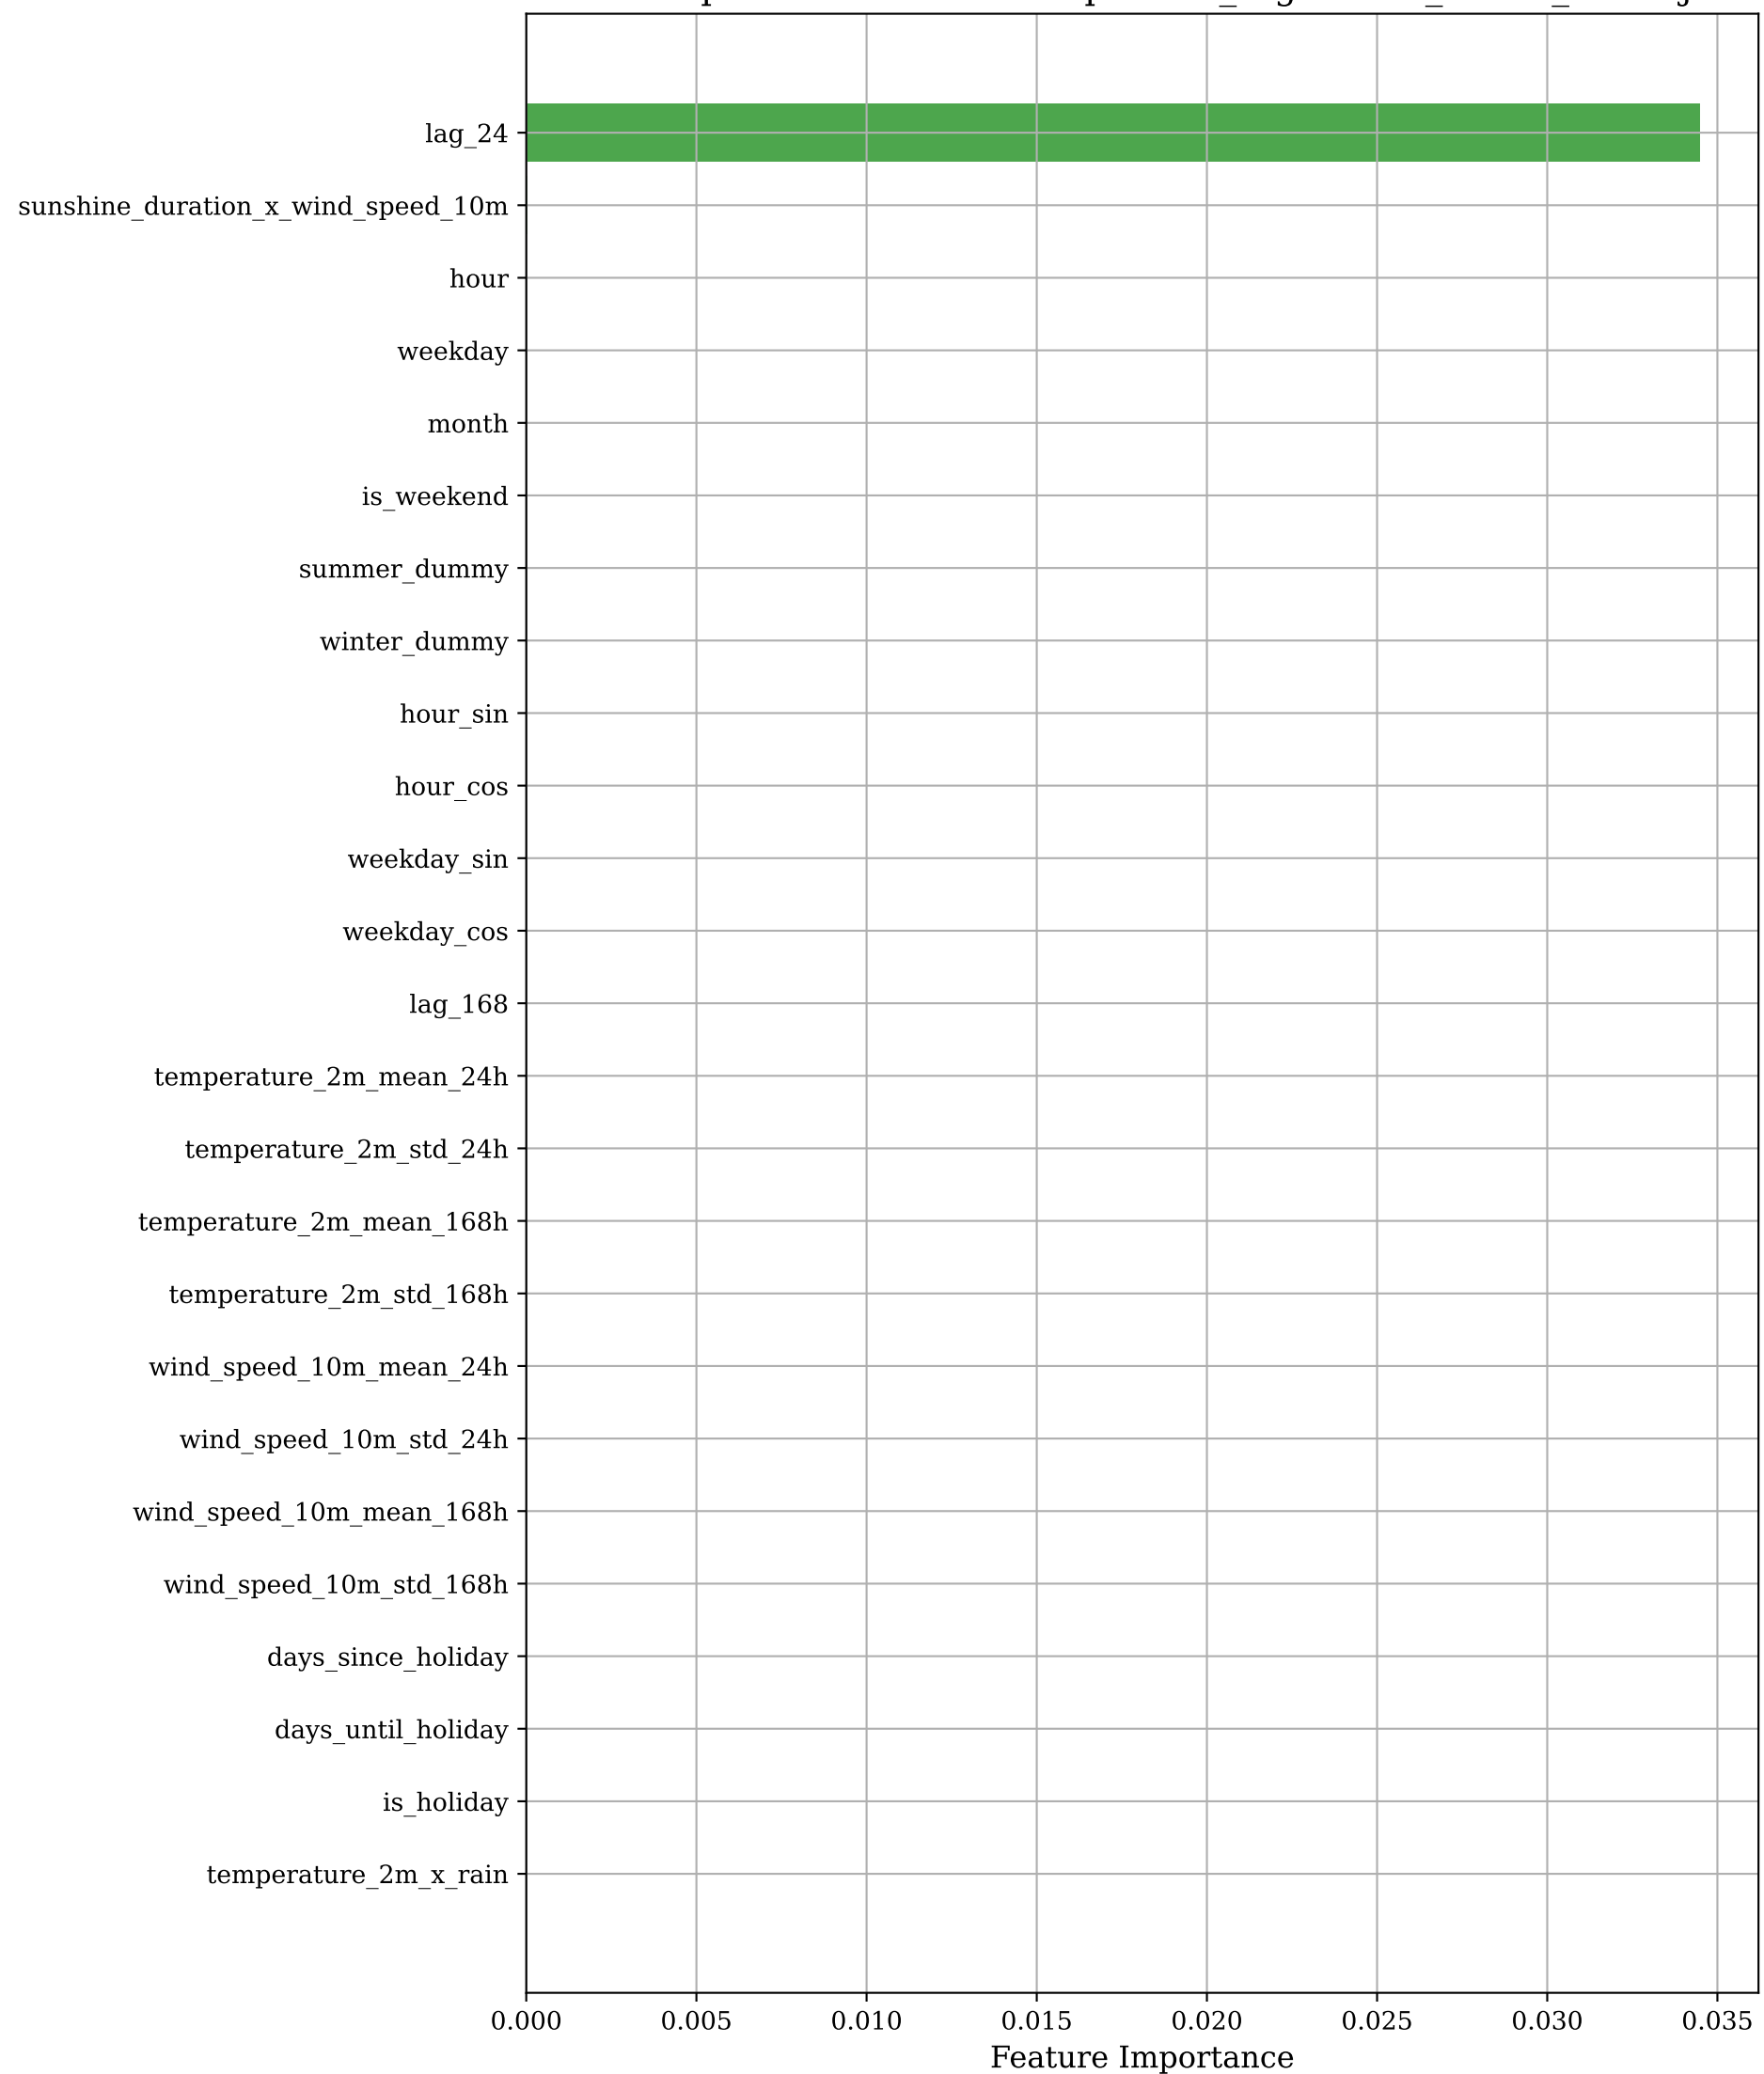 lag_24
sunshine_duration_x_wind_speed_10m
hour
weekday
month
is_weekend
summer_dummy
winter_dummy
hour_sin
hour_cos
weekday_sin
weekday_cos
lag_168
temperature_2m_mean_24h
temperature_2m_std_24h
temperature_2m_mean_168h
temperature_2m_std_168h
wind_speed_10m_mean_24h
wind_speed_10m_std_24h
wind_speed_10m_mean_168h
wind_speed_10m_std_168h
days_since_holiday
days_until_holiday
is_holiday
temperature_2m_x_rain
0.000 0.005 0.010 0.015 0.020 0.025 0.030 0.035
Feature Importance